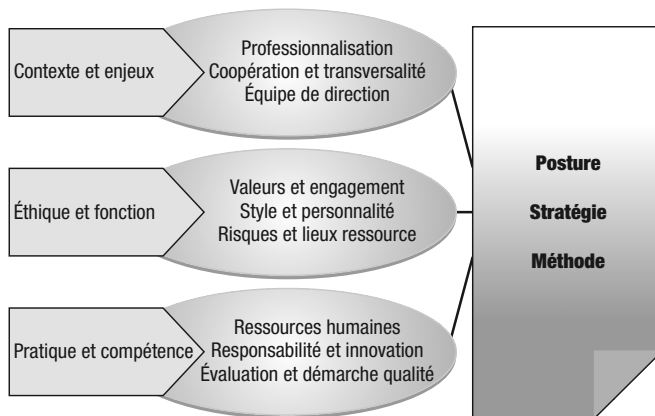 Contexte et enjeux
Professionnalisation
Coopération et transversalité
Équipe de direction
Éthique et fonction
Valeurs et engagement
Style et personnalité
Risques et lieux ressource
Pratique et compétence
Ressources humaines
Responsabilité et innovation
Évaluation et démarche qualité
Posture
Stratégie
Méthode